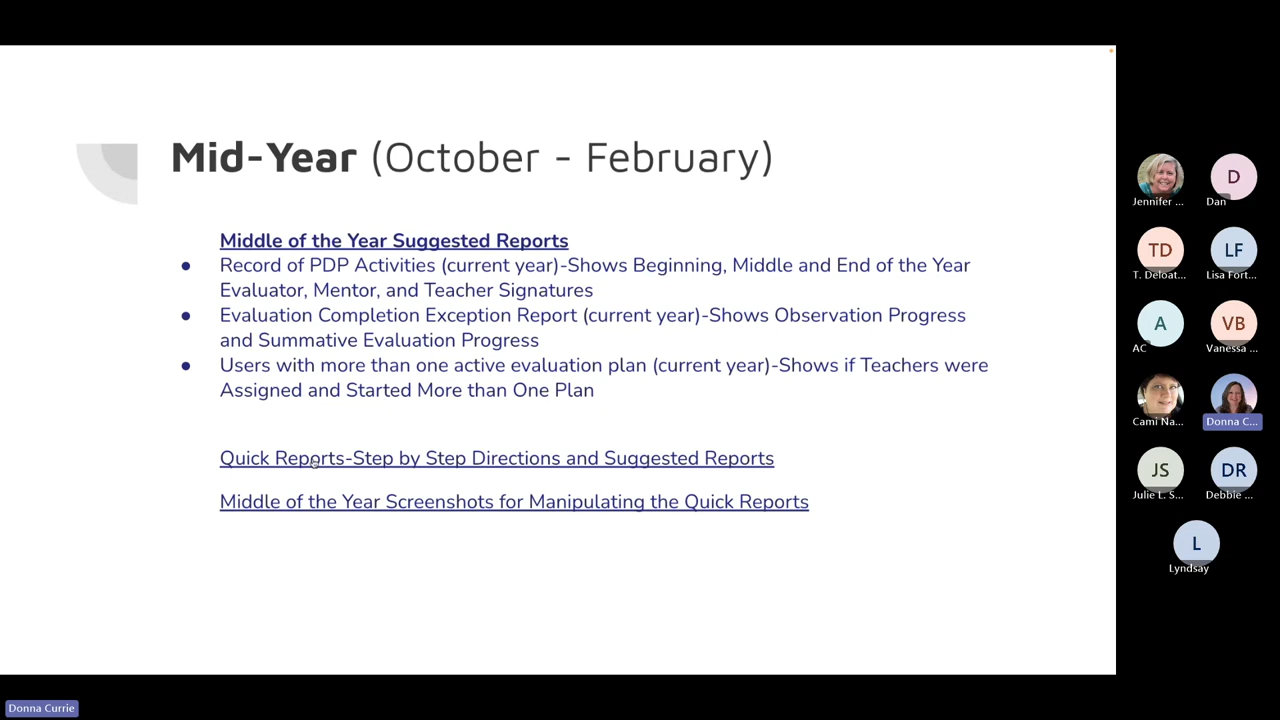 Mid-Year (October - February)
Middle of the Year Suggested Reports
● Record of PDP Activities (current year)-Shows Beginning, Middle and End of the Year
Evaluator, Mentor, and Teacher Signatures
● Evaluation Completion Exception Report (current year)-Shows Observation Progress
and Summative Evaluation Progress
● Users with more than one active evaluation plan (current year)-Shows if Teachers were
Assigned and Started More than One Plan
Quick Reports-Step by Step Directions and Suggested Reports
Middle of the Year Screenshots for Manipulating the Quick Reports
Jennifer ...
D
Dan
TD
T. Deloat...
LF
Lisa Fort...
A
AC
VB
Vanessa ...
Cami Na...
Donna C...
JS
Julie L. S...
DR
Debbie ...
L
Lyndsay
Donna Currie